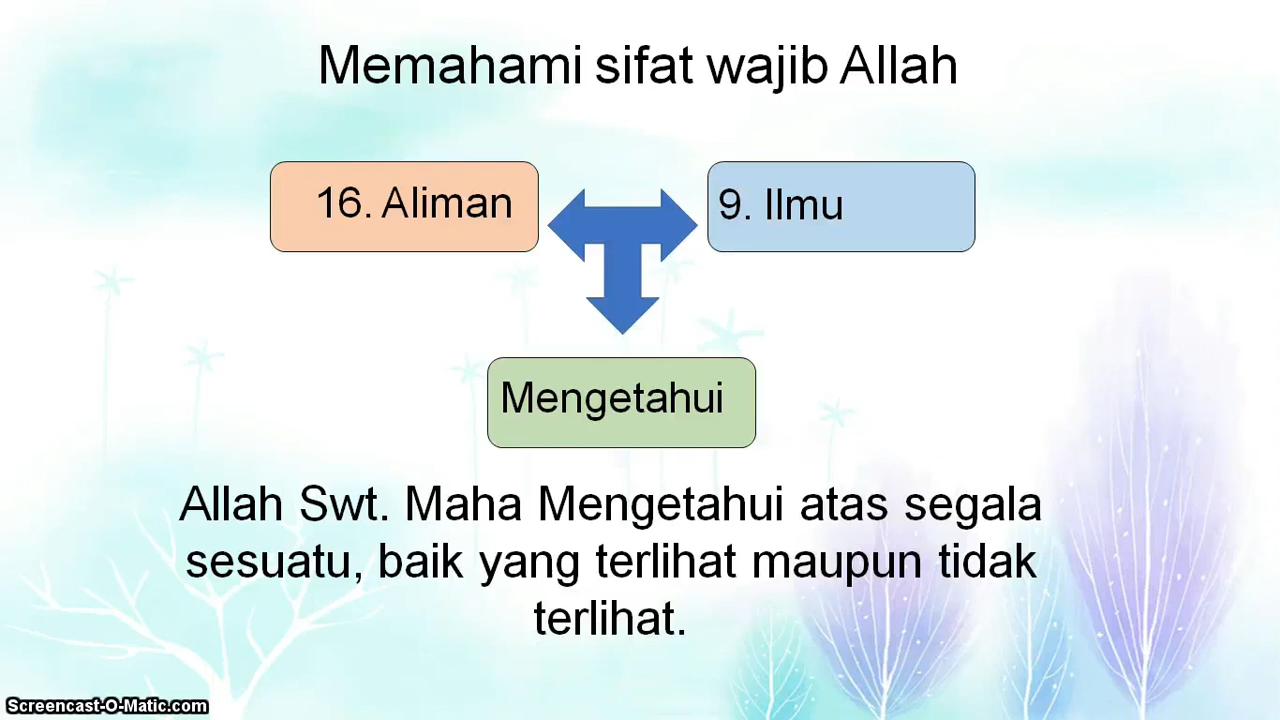 Memahami sifat wajib Allah
16. Aliman
9. Ilmu
Mengetahui
Allah Swt. Maha Mengetahui atas segala
sesuatu, baik yang terlihat maupun tidak
terlihat.
Screencast-O-Matic.com